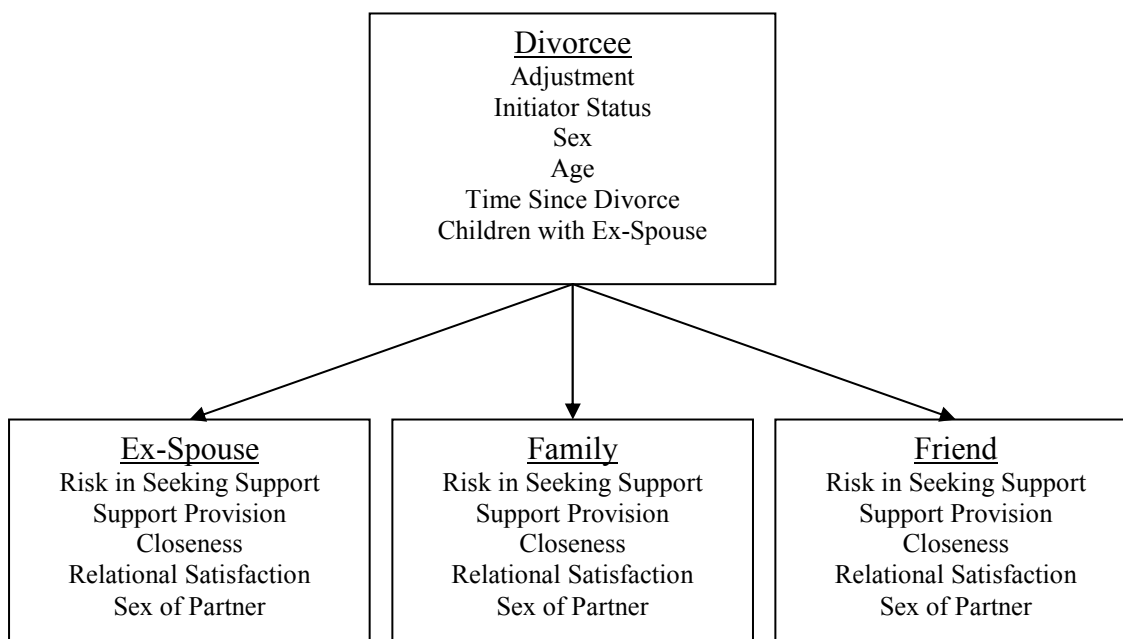 Divorcee
Adjustment
Initiator Status
Sex
Age
Time Since Divorce
Children with Ex-Spouse
Ex-Spouse
Risk in Seeking Support
Support Provision
Closeness
Relational Satisfaction
Sex of Partner
Family
Risk in Seeking Support
Support Provision
Closeness
Relational Satisfaction
Sex of Partner
Friend
Risk in Seeking Support
Support Provision
Closeness
Relational Satisfaction
Sex of Partner